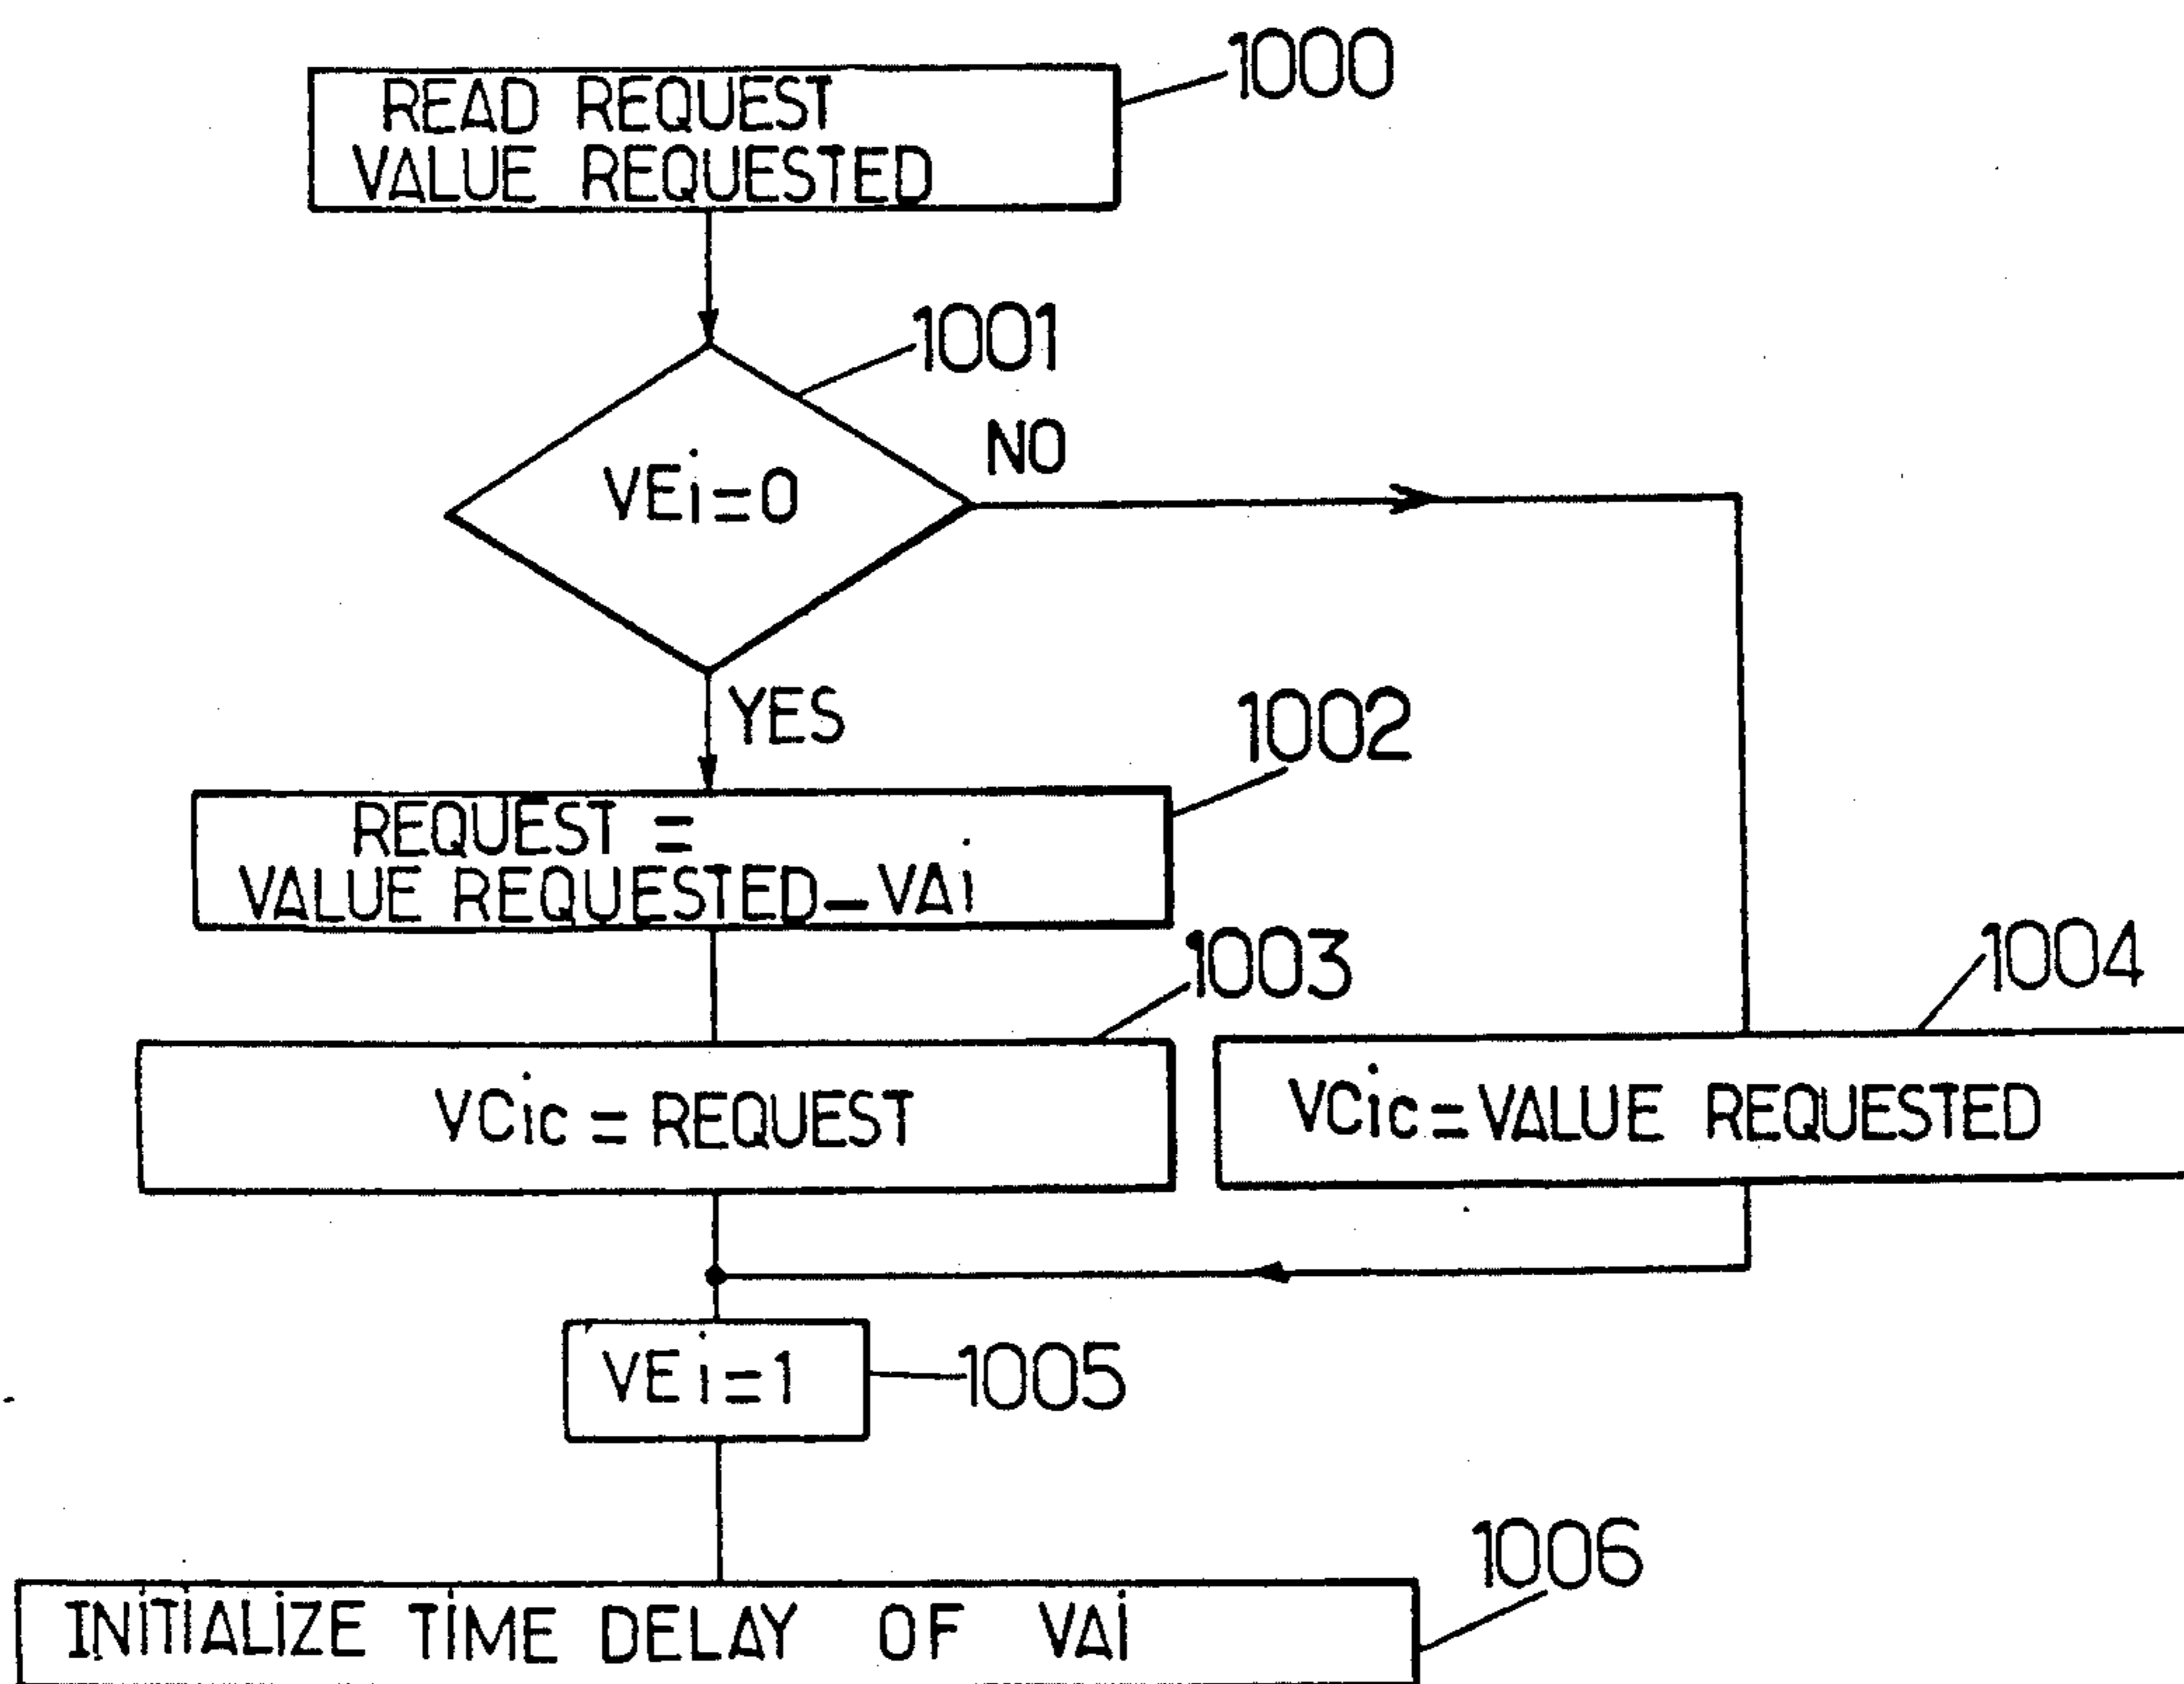 1000
READ REQUEST
VALUE REQUESTED
1001
VEi=0
NO
YES
1002
REQUEST =
VALUE REQUESTED-VAi
1003
VCic = REQUEST
1004
VCic=VALUE REQUESTED
VEi=1
1005
1006
INITIALIZE TIME DELAY OF VAi